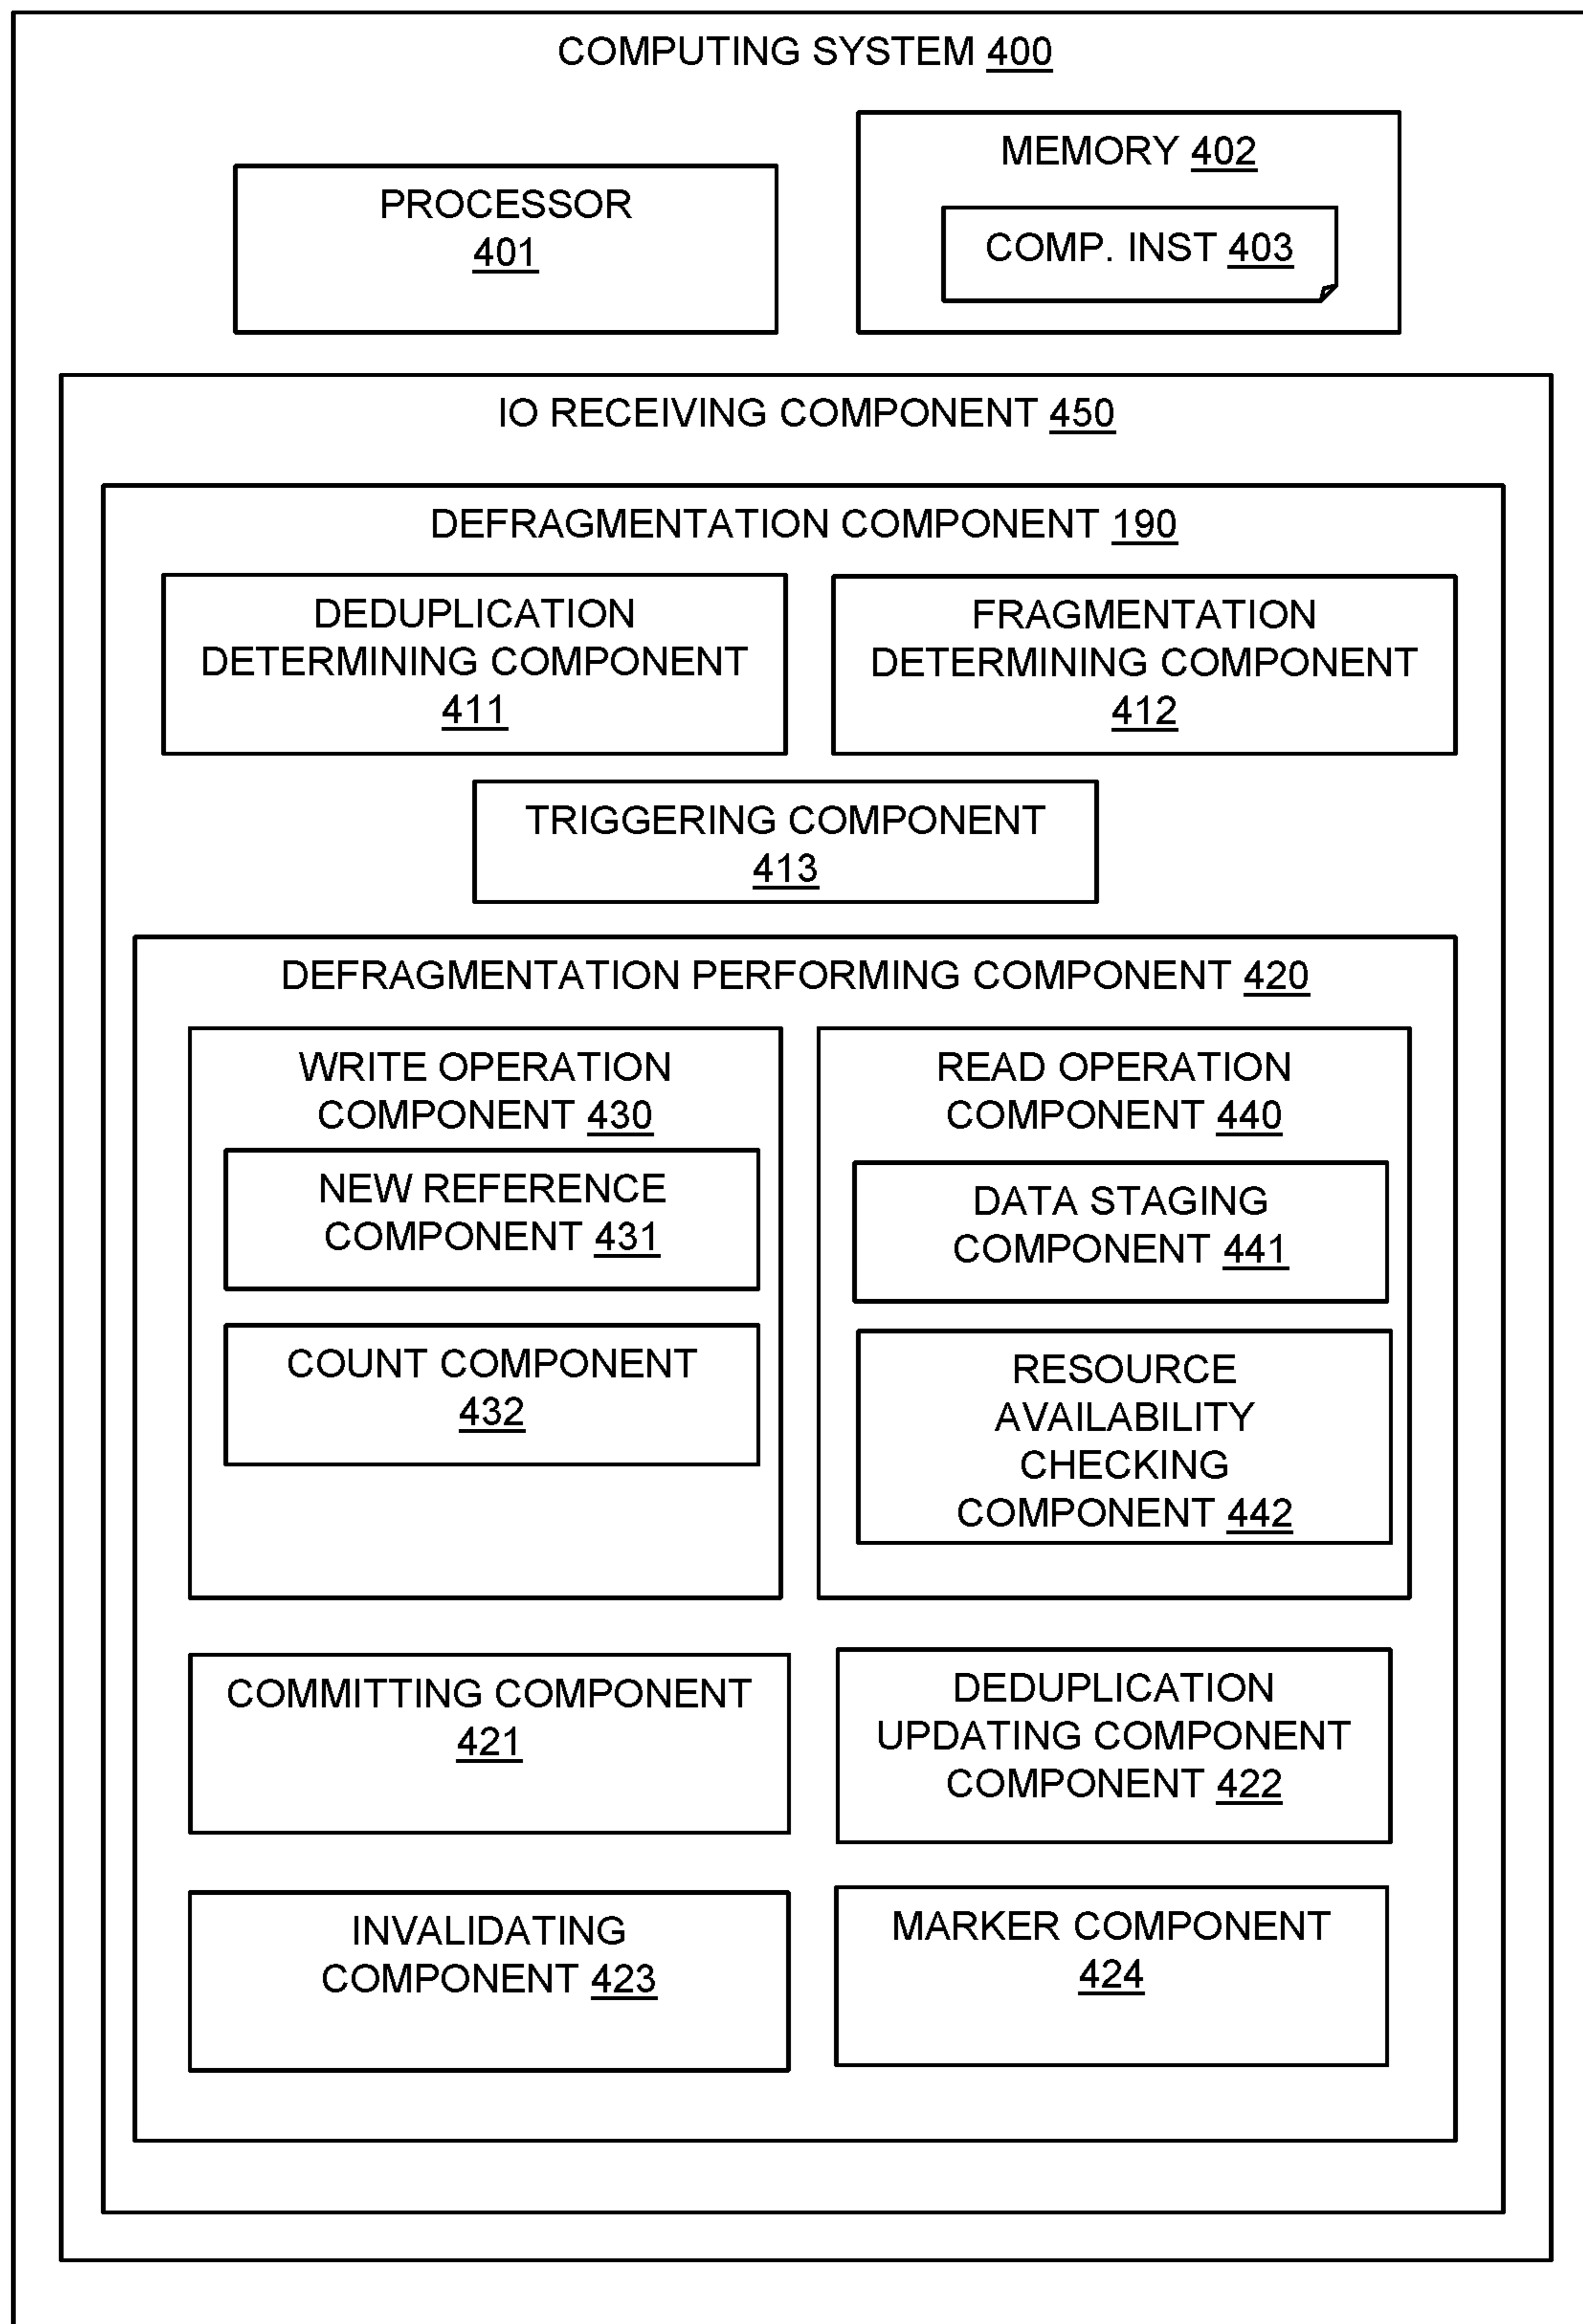 COMPUTING SYSTEM 400
PROCESSOR
401
MEMORY 402
COMP. INST 403
IO RECEIVING COMPONENT 450
DEFRAGMENTATION COMPONENT 190
DEDUPLICATION
DETERMINING COMPONENT
411
FRAGMENTATION
DETERMINING COMPONENT
412
TRIGGERING COMPONENT
413
DEFRAGMENTATION PERFORMING COMPONENT 420
WRITE OPERATION
COMPONENT 430
NEW REFERENCE
COMPONENT 431
COUNT COMPONENT
432
READ OPERATION
COMPONENT 440
DATA STAGING
COMPONENT 441
RESOURCE
AVAILABILITY
CHECKING
COMPONENT 442
COMMITTING COMPONENT
421
DEDUPLICATION
UPDATING COMPONENT
COMPONENT 422
INVALIDATING
COMPONENT 423
MARKER COMPONENT
424